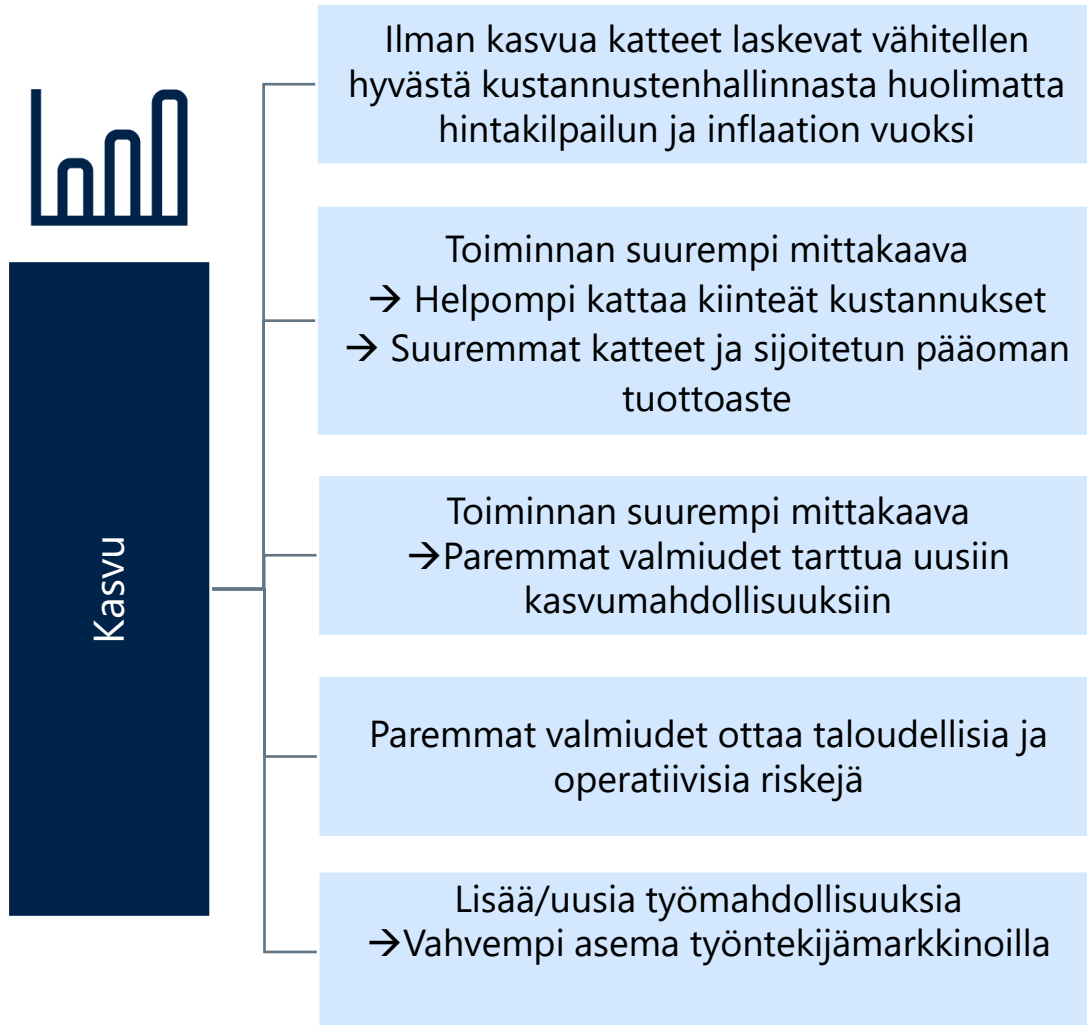 Kasvu
Ilman kasvua katteet laskevat vähitellen
hyvästä kustannustenhallinnasta huolimatta
hintakilpailun ja inflaation vuoksi
Toiminnan suurempi mittakaava
→ Helpompi kattaa kiinteät kustannukset
→ Suuremmat katteet ja sijoitetun pääoman
tuottoaste
Toiminnan suurempi mittakaava
→Paremmat valmiudet tarttua uusiin
kasvumahdollisuuksiin
Paremmat valmiudet ottaa taloudellisia ja
operatiivisia riskejä
Lisää/uusia työmahdollisuuksia
→Vahvempi asema työntekijämarkkinoilla